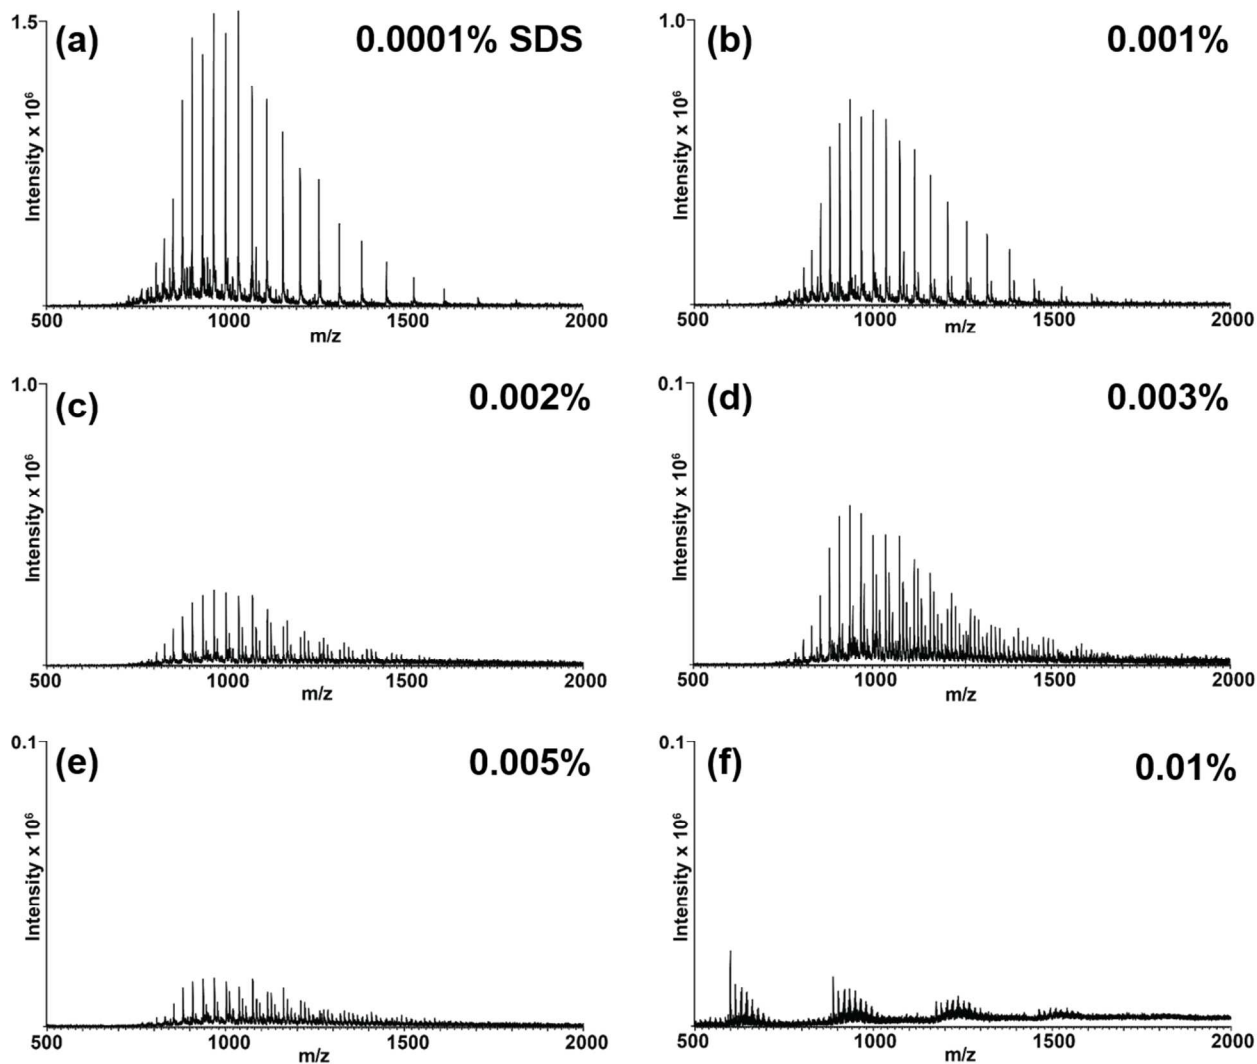 (a) 0.0001% SDS
1.5
Intensity x 10⁶
500 1000 1500 2000
m/z
(b) 0.001%
1.0
Intensity x 10⁶
500 1000 1500 2000
m/z
(c) 0.002%
1.0
Intensity x 10⁶
500 1000 1500 2000
m/z
(d) 0.003%
0.1
Intensity x 10⁶
500 1000 1500 2000
m/z
(e) 0.005%
0.1
Intensity x 10⁶
500 1000 1500 2000
m/z
(f) 0.01%
0.1
Intensity x 10⁶
500 1000 1500 2000
m/z